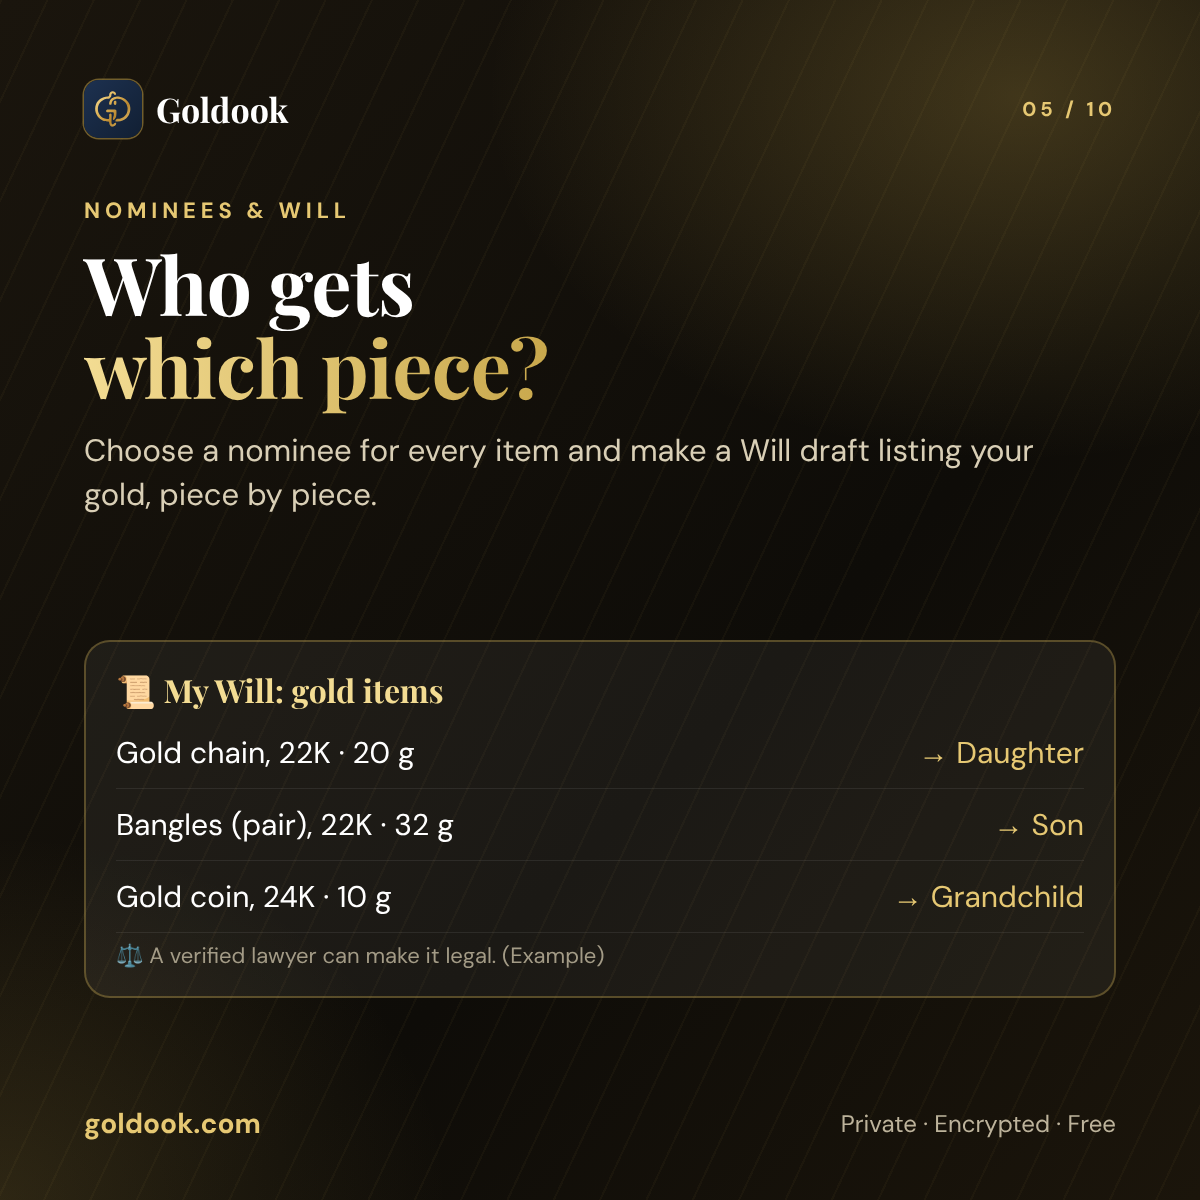 Goldook
05 / 10
NOMINEES & WILL
Who gets
which piece?
Choose a nominee for every item and make a Will draft listing your
gold, piece by piece.
📜 My Will: gold items
Gold chain, 22K · 20 g → Daughter
Bangles (pair), 22K · 32 g → Son
Gold coin, 24K · 10 g → Grandchild
⚖️ A verified lawyer can make it legal. (Example)
goldook.com
Private · Encrypted · Free